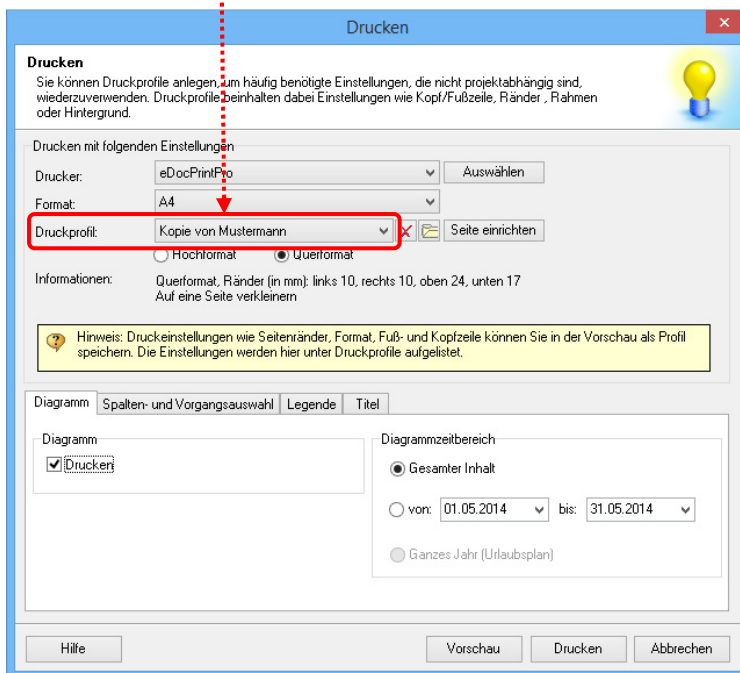 Drucken
Drucken
Sie können Druckprofile anlegen, um häufig benötigte Einstellungen, die nicht projektabhängig sind,
wiederzuverwenden. Druckprofile beinhalten dabei Einstellungen wie Kopf/Fußzeile, Ränder , Rahmen
oder Hintergrund.
Drucken mit folgenden Einstellungen
Drucker: eDocPrintPro Auswählen
Format: A4
Druckprofil: Kopie von Mustermann Seite einrichten
Hochformat Querformat
Informationen: Querformat, Ränder (in mm): links 10, rechts 10, oben 24, unten 17
Auf eine Seite verkleinern
Hinweis: Druckeinstellungen wie Seitenränder, Format, Fuß- und Kopfzeile können Sie in der Vorschau als Profil
speichern. Die Einstellungen werden hier unter Druckprofile aufgelistet.
Diagramm Spalten- und Vorgangsauswahl Legende Titel
Diagramm Diagrammzeitbereich
Drucken
Gesamter Inhalt
von: 01.05.2014 bis: 31.05.2014
Ganzes Jahr (Urlaubsplan)
Hilfe Vorschau Drucken Abbrechen